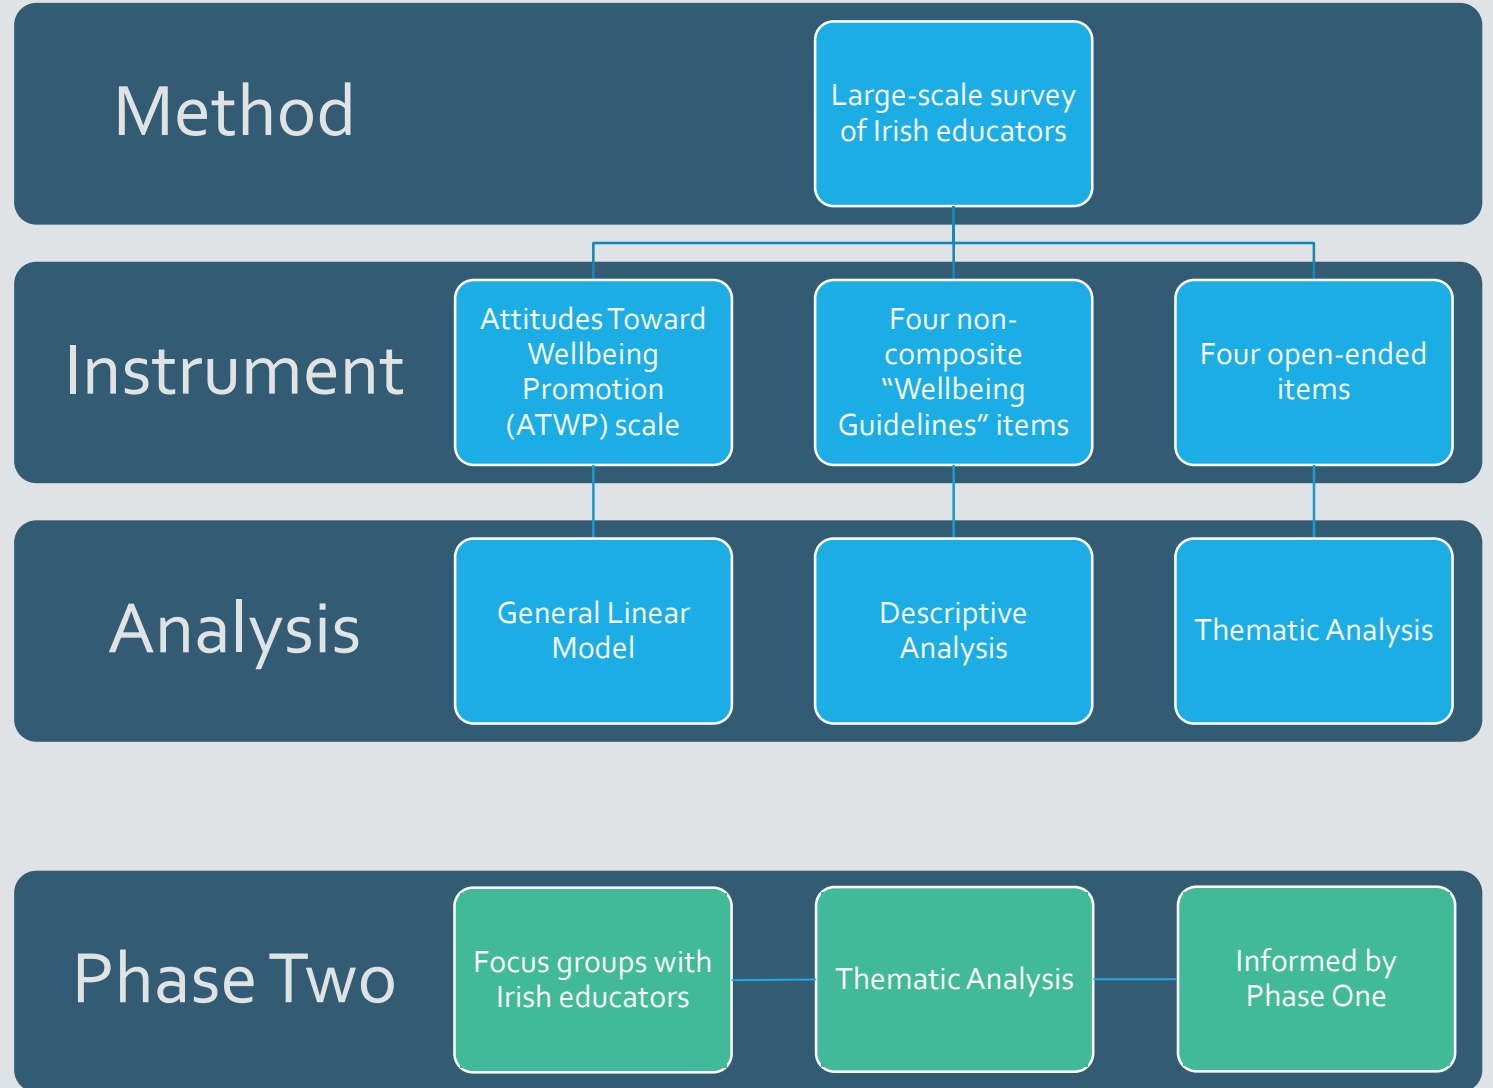 Method
Large-scale survey
of Irish educators
Instrument
Attitudes Toward
Wellbeing
Promotion
(ATWP) scale
Four non-
composite
“Wellbeing
Guidelines” items
Four open-ended
items
Analysis
General Linear
Model
Descriptive
Analysis
Thematic Analysis
Phase Two
Focus groups with
Irish educators
Thematic Analysis
Informed by
Phase One